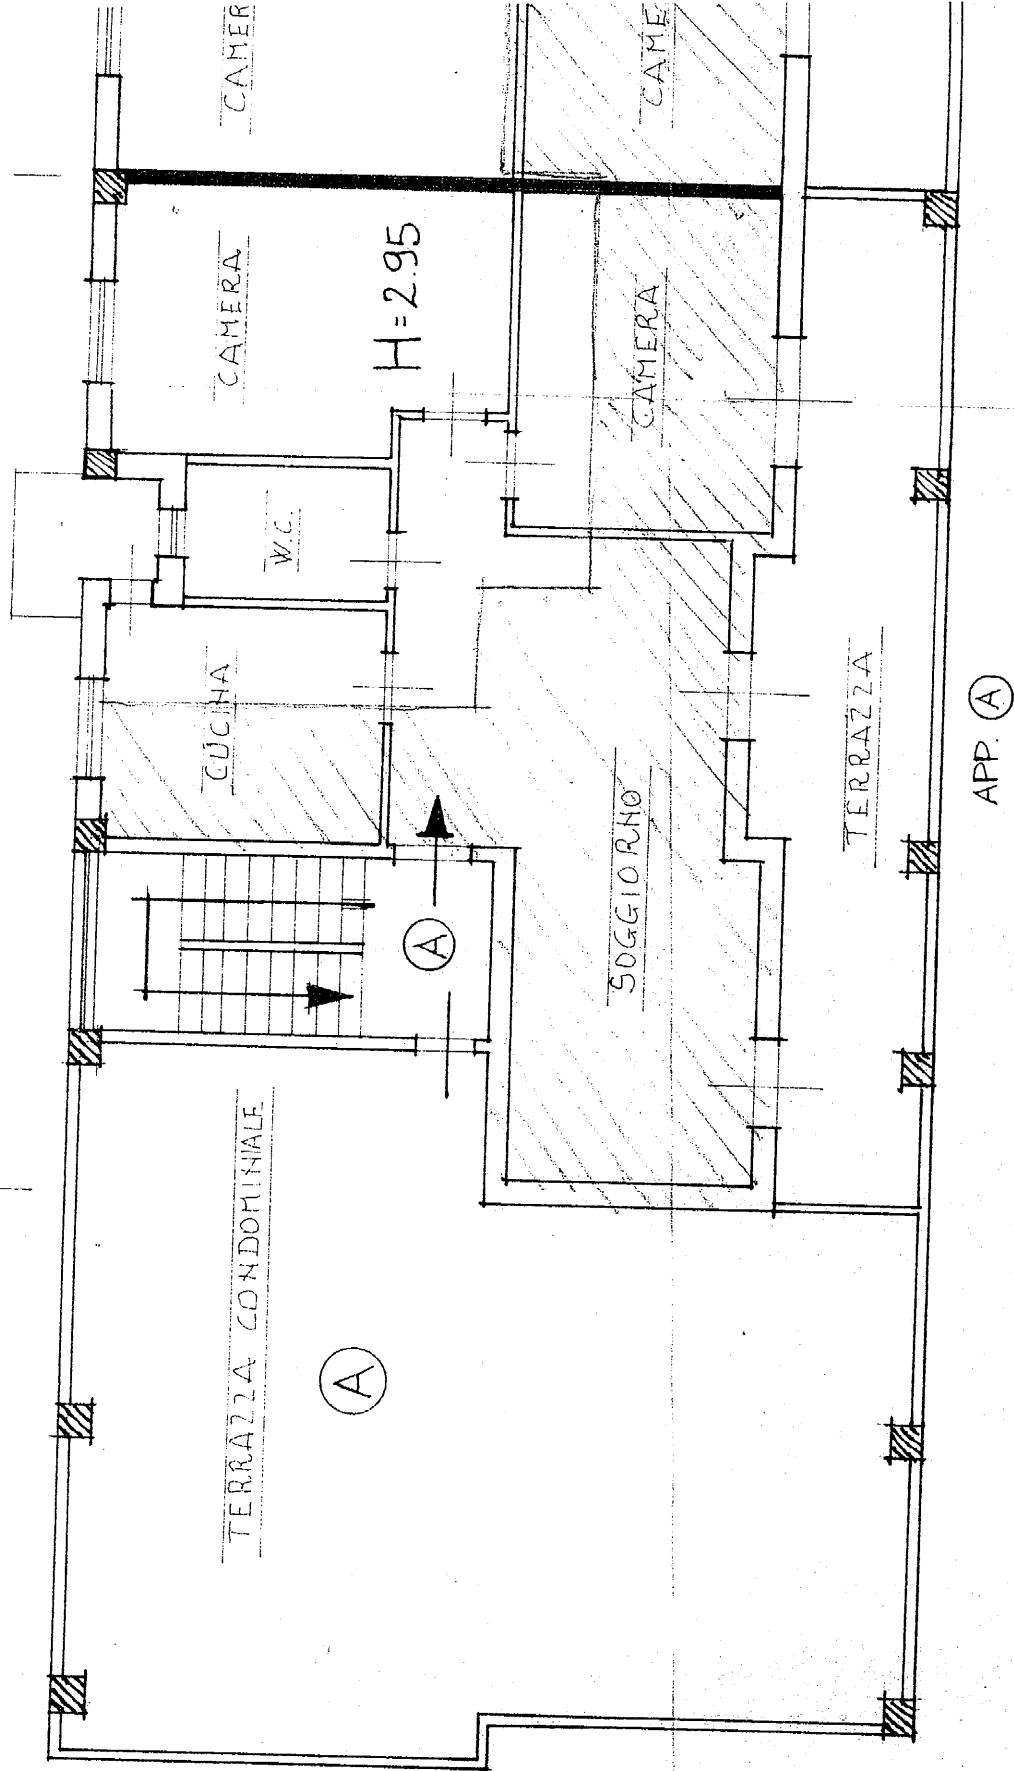 CAMER
CAME
CAMERA
H=2.95
CAMERA
W.C.
CUCINA
SOGGIORNO
TERRAZZA
APP. A
A
TERRAZZA CONDOMINIALE
A